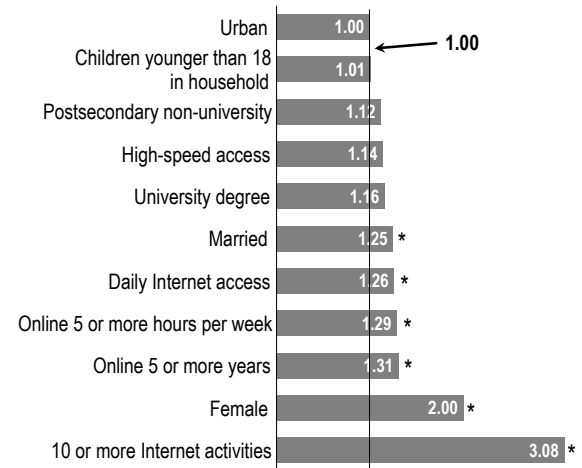 Urban 1.00
1.00
Children younger than 18
in household 1.01
Postsecondary non-university 1.12
High-speed access 1.14
University degree 1.16
Married 1.25 *
Daily Internet access 1.26 *
Online 5 or more hours per week 1.29 *
Online 5 or more years 1.31 *
Female 2.00 *
10 or more Internet activities 3.08 *